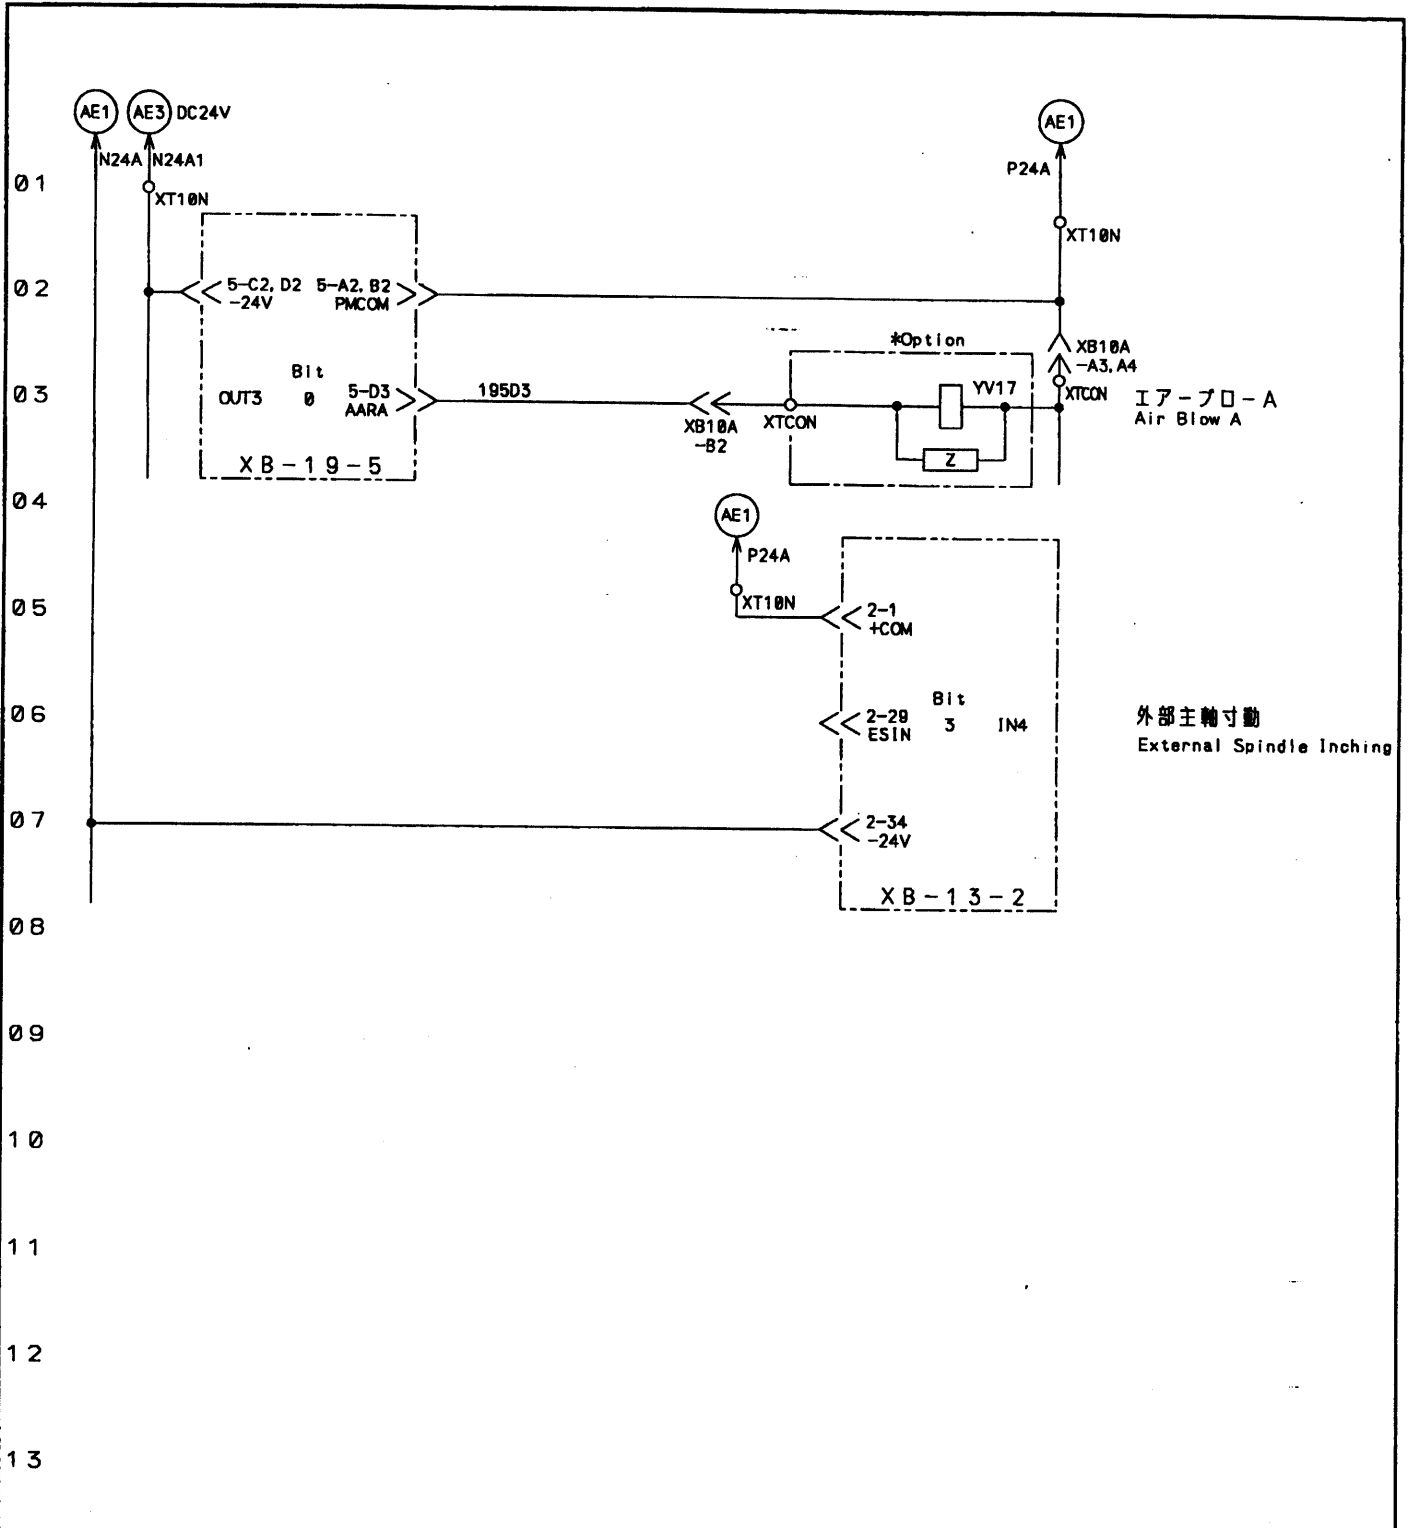 AE1 AE3 DC24V
AE1
N24A N24A1
P24A
01
XT10N
XT10N
02
5-C2, D2 5-A2, B2
-24V PMCOM
*Option
XB10A
-A3, A4
Bit
03
OUT3 0 5-D3
AARA
195D3
XB10A
-B2
XTCON
YV17
XTCON
エアーブローA
Air Blow A
Z
XB-19-5
04
AE1
P24A
05
XT10N
2-1
+COM
Bit
06
2-29
ESIN
3 IN4
外部主軸寸動
External Spindle Inching
07
2-34
-24V
XB-13-2
08
09
10
11
12
13